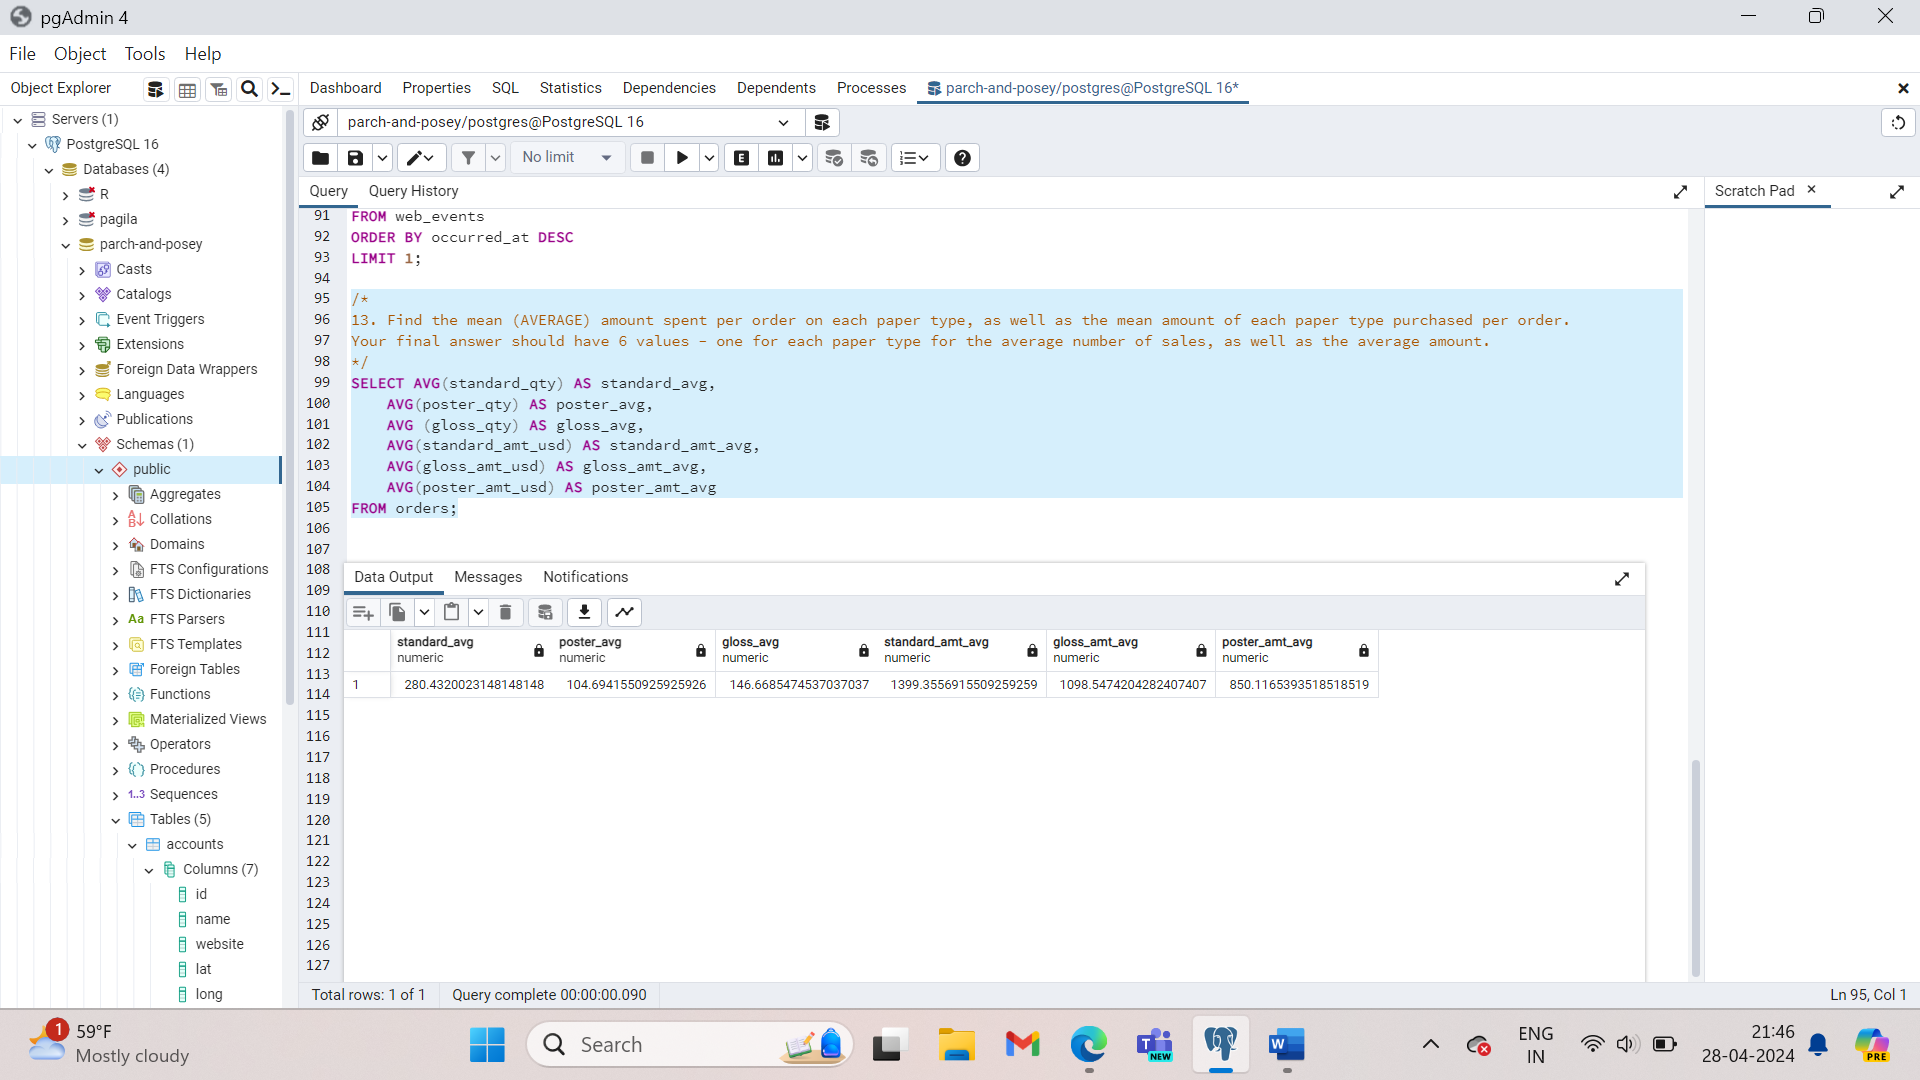 pgAdmin 4
File Object Tools Help
Object Explorer
Dashboard Properties SQL Statistics Dependencies Dependents Processes parch-and-posey/postgres@PostgreSQL 16*
Servers (1)
PostgreSQL 16
Databases (4)
R
pagila
parch-and-posey
Casts
Catalogs
Event Triggers
Extensions
Foreign Data Wrappers
Languages
Publications
Schemas (1)
public
Aggregates
Collations
Domains
FTS Configurations
FTS Dictionaries
Aa FTS Parsers
FTS Templates
Foreign Tables
Functions
Materialized Views
Operators
Procedures
1..3 Sequences
Tables (5)
accounts
Columns (7)
id
name
website
lat
long
parch-and-posey/postgres@PostgreSQL 16
No limit
E
Query Query History
Scratch Pad
91 FROM web_events
92 ORDER BY occurred_at DESC
93 LIMIT 1;
94
95 /*
96 13. Find the mean (AVERAGE) amount spent per order on each paper type, as well as the mean amount of each paper type purchased per order.
97 Your final answer should have 6 values - one for each paper type for the average number of sales, as well as the average amount.
98 */
99 SELECT AVG(standard_qty) AS standard_avg,
100 AVG(poster_qty) AS poster_avg,
101 AVG (gloss_qty) AS gloss_avg,
102 AVG(standard_amt_usd) AS standard_amt_avg,
103 AVG(gloss_amt_usd) AS gloss_amt_avg,
104 AVG(poster_amt_usd) AS poster_amt_avg
105 FROM orders;
106
107
108
109
110
111
112
113
114
115
116
117
118
119
120
121
122
123
124
125
126
127
Data Output Messages Notifications
standard_avg poster_avg gloss_avg standard_amt_avg gloss_amt_avg poster_amt_avg
numeric numeric numeric numeric numeric numeric
1 280.4320023148148148 104.6941550925925926 146.6685474537037037 1399.3556915509259259 1098.5474204282407407 850.1165393518518519
Total rows: 1 of 1 Query complete 00:00:00.090 Ln 95, Col 1
1
59°F
Mostly cloudy
Search
T
NEW
W
ENG
IN
21:46
28-04-2024
PRE